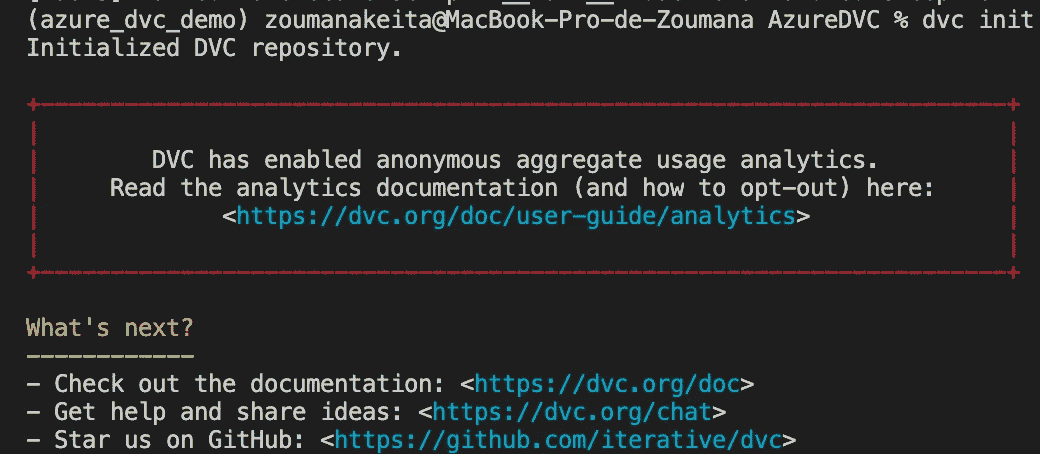 (azure_dvc_demo) zoumanakeita@MacBook-Pro-de-Zoumana AzureDVC % dvc init
Initialized DVC repository.
DVC has enabled anonymous aggregate usage analytics.
Read the analytics documentation (and how to opt-out) here:
<https://dvc.org/doc/user-guide/analytics>
What's next?
------------
- Check out the documentation: <https://dvc.org/doc>
- Get help and share ideas: <https://dvc.org/chat>
- Star us on GitHub: <https://github.com/iterative/dvc>